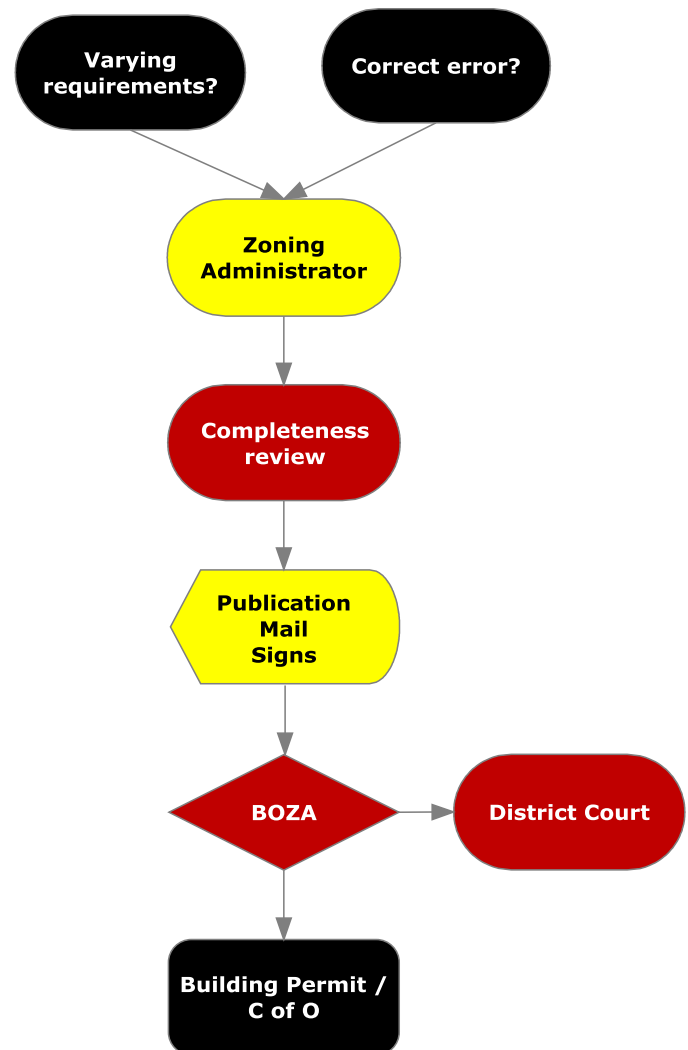 Varying
requirements?
Correct error?
Zoning
Administrator
Completeness
review
Publication
Mail
Signs
BOZA
District Court
Building Permit /
C of O